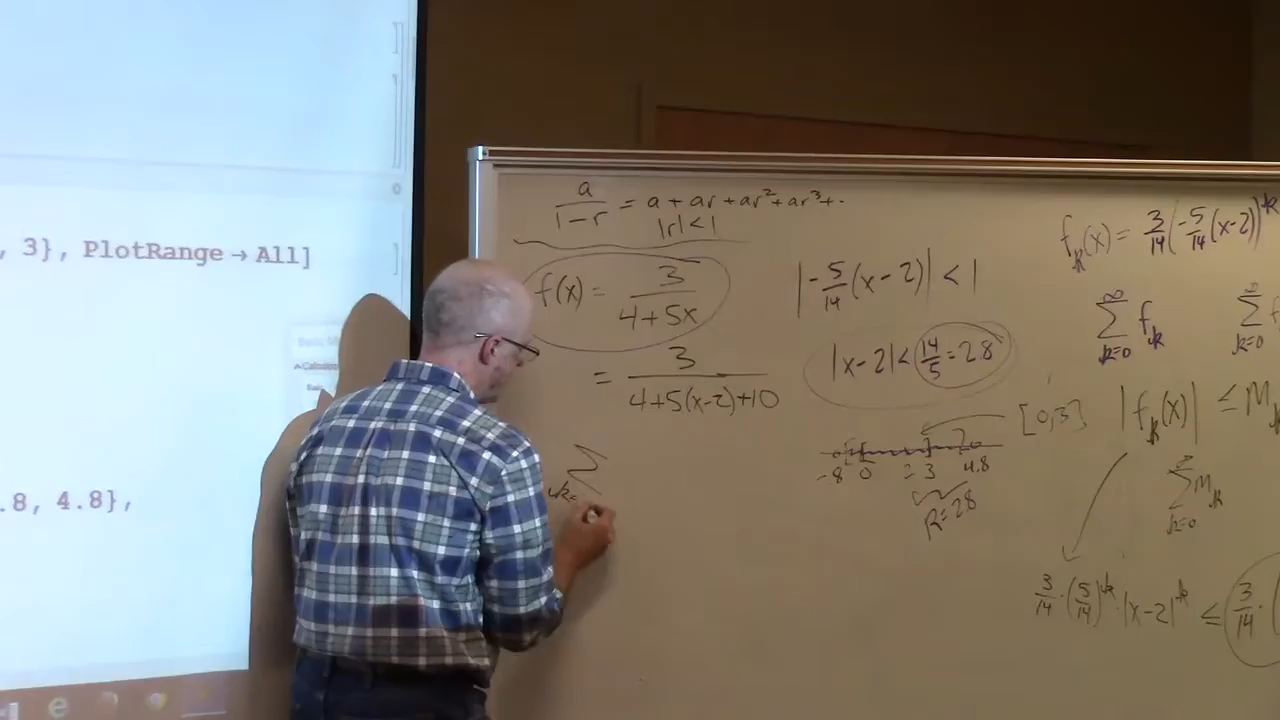 , 3}, PlotRange → All]
.8, 4.8},
a/(1-r) = a + ar + ar² + ar³ + ..
|r| < 1
f(x) = 3/(4+5x)
= 3/(4+5(x-2)+10)
∑ k=
|-5/14(x-2)| < 1
|x-2| < 14/5 = 2.8
[0,3]
-.8 0 2 3 4.8
R=2.8
f_k(x) = 3/14(-5/14(x-2))^k
∑_{k=0}^∞ f_k ∑_{k=0}^∞ f
|f_k(x)| ≤ M_k
∑_{k=0}^∞ M_k
3/14 · (5/14)^k · |x-2|^k ≤ 3/14 · (